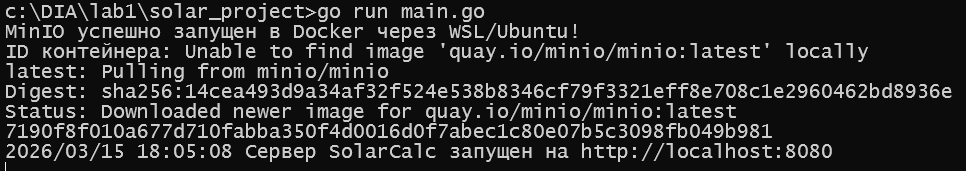 c:\DIA\lab1\solar_project>go run main.go
MinIO успешно запущен в Docker через WSL/Ubuntu!
ID контейнера: Unable to find image 'quay.io/minio/minio:latest' locally
latest: Pulling from minio/minio
Digest: sha256:14cea493d9a34af32f524e538b8346cf79f3321eff8e708c1e2960462bd8936e
Status: Downloaded newer image for quay.io/minio/minio:latest
7190f8f010a677d710fabba350f4d0016d0f7abec1c80e07b5c3098fb049b981
2026/03/15 18:05:08 Сервер SolarCalc запущен на http://localhost:8080